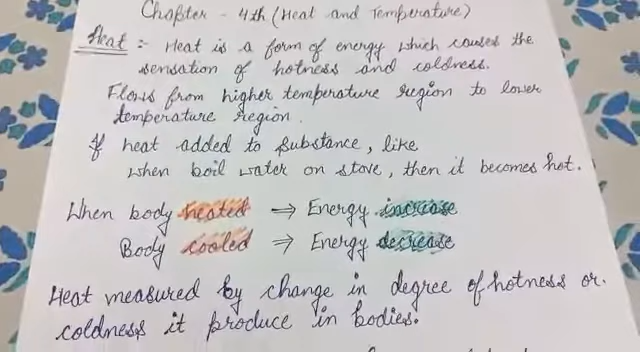 Chapter - 4th (Heat and Temperature)
Heat :- Heat is a form of energy which causes the
sensation of hotness and coldness.
Flows from higher temperature region to lower
temperature region.
If heat added to substance, like
when boil water on stove, then it becomes hot.
When body heated ⇒ Energy increase
Body cooled ⇒ Energy decrease
Heat measured by change in degree of hotness or
coldness it produce in bodies.